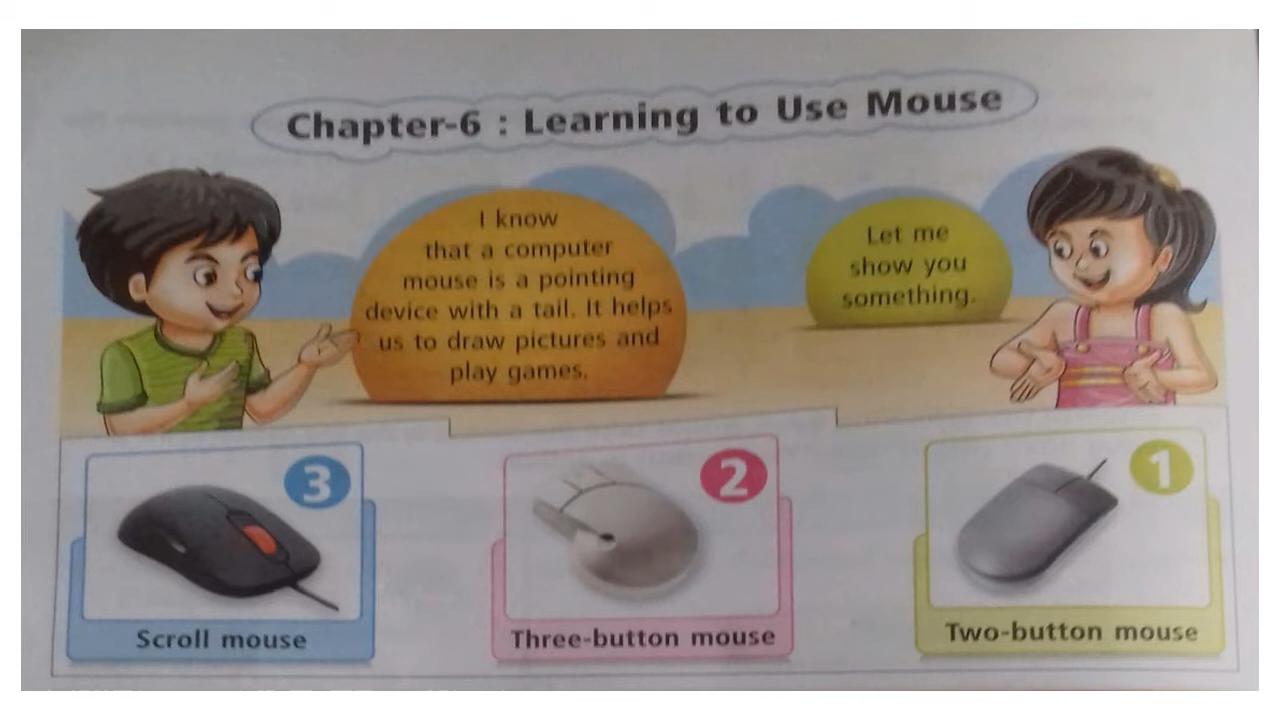 Chapter-6 : Learning to Use Mouse
I know
that a computer
mouse is a pointing
device with a tail. It helps
us to draw pictures and
play games.
Let me
show you
something.
3
Scroll mouse
2
Three-button mouse
1
Two-button mouse